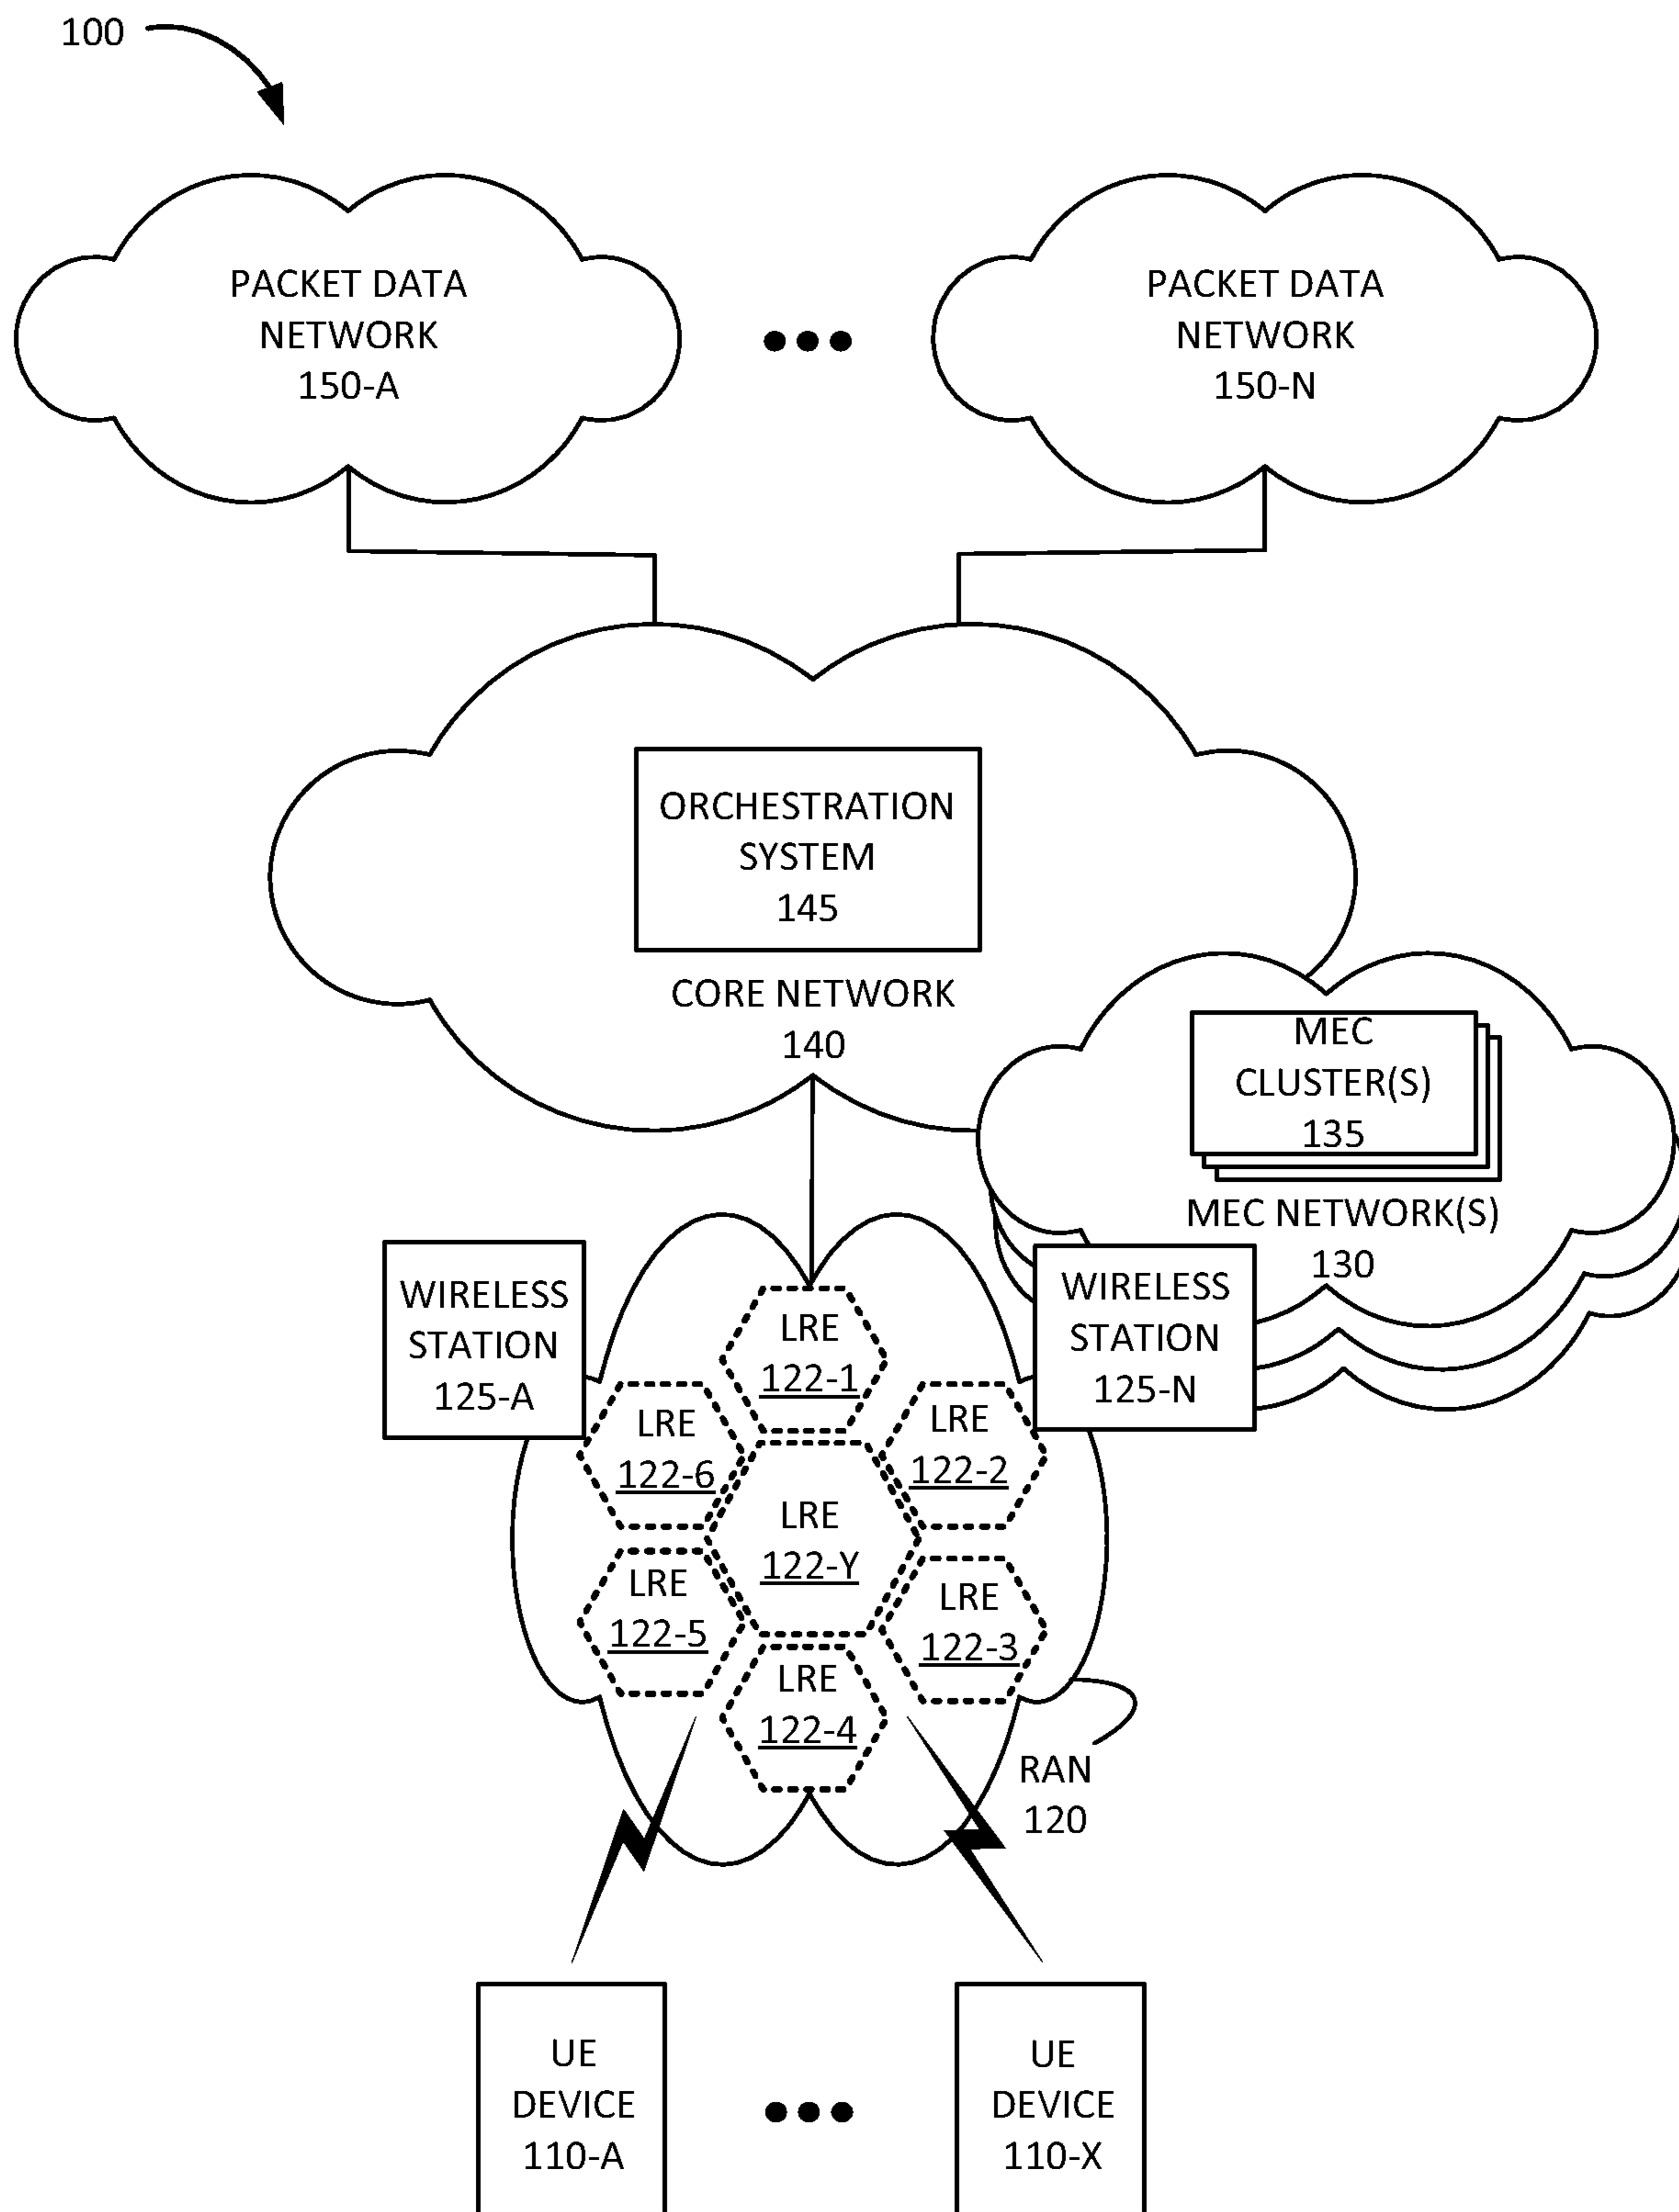 100
PACKET DATA
NETWORK
150-A
PACKET DATA
NETWORK
150-N
ORCHESTRATION
SYSTEM
145
CORE NETWORK
140
MEC
CLUSTER(S)
135
MEC NETWORK(S)
130
WIRELESS
STATION
125-A
WIRELESS
STATION
125-N
LRE
122-1
LRE
122-6
LRE
122-2
LRE
122-Y
LRE
122-5
LRE
122-3
LRE
122-4
RAN
120
UE
DEVICE
110-A
UE
DEVICE
110-X